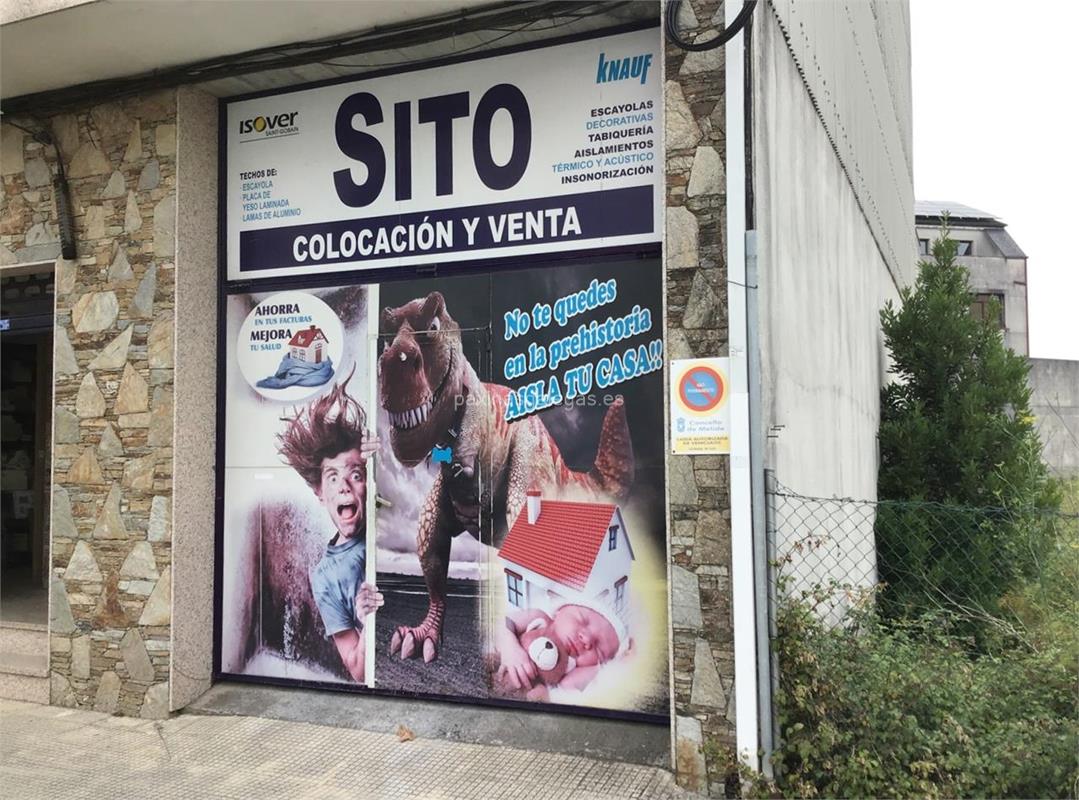 ISOVER
SAINT-GOBAIN
TECHOS DE:
-ESCAYOLA
-PLACA DE
YESO LAMINADA
-LAMAS DE ALUMINIO
SITO
KNAUF
ESCAYOLAS
DECORATIVAS
TABIQUERÍA
AISLAMIENTOS
TÉRMICO Y ACÚSTICO
INSONORIZACIÓN
COLOCACIÓN Y VENTA
AHORRA
EN TUS FACTURAS
MEJORA
TU SALUD
No te quedes
en la prehistoria
AISLA TU CASA!!
paxinasgalegas.es
Concello
de Melide